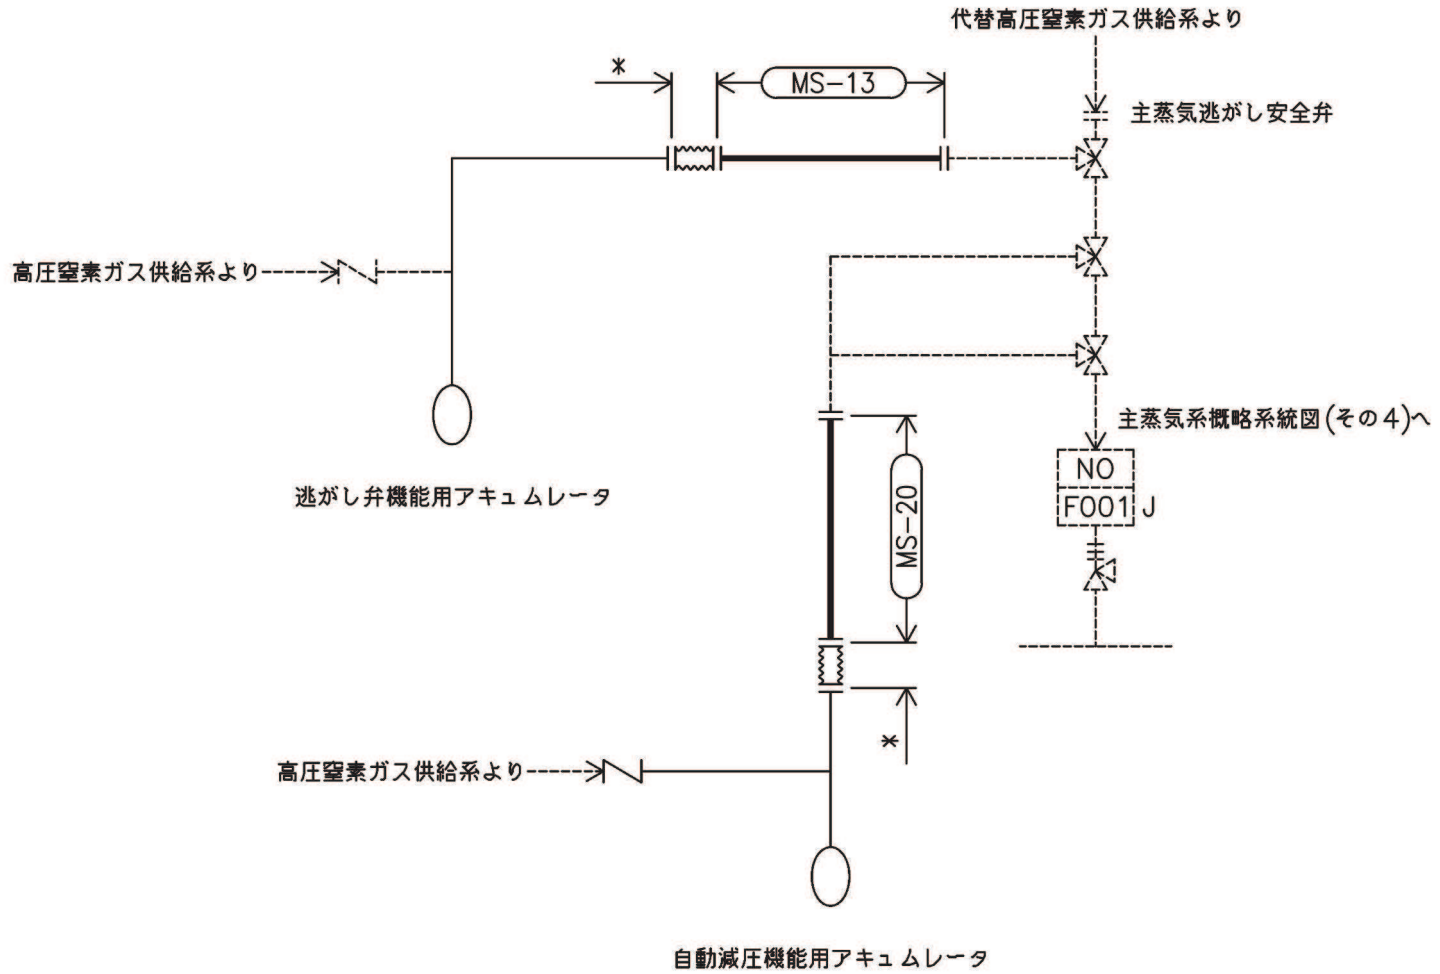 代替高圧窒素ガス供給系より
*
MS-13
主蒸気逃がし安全弁
高圧窒素ガス供給系より
主蒸気系概略系統図(その4)へ
NO
F001 J
逃がし弁機能用アキュムレータ
MS-20
*
高圧窒素ガス供給系より
自動減圧機能用アキュムレータ